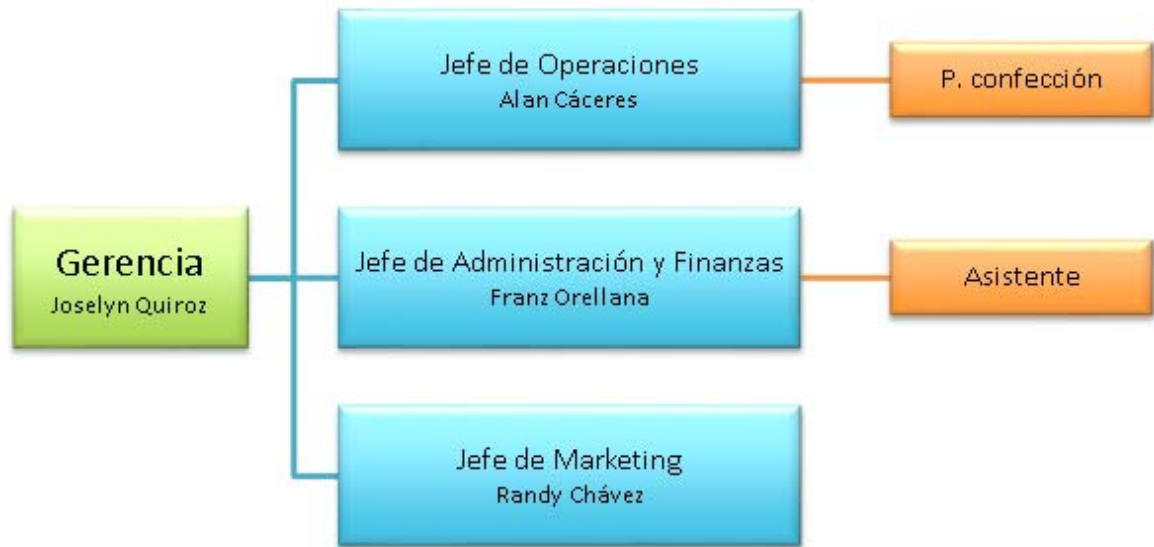 Jefe de Operaciones
Alan Cáceres
P. confección
Gerencia
Joselyn Quiroz
Jefe de Administración y Finanzas
Franz Orellana
Asistente
Jefe de Marketing
Randy Chávez